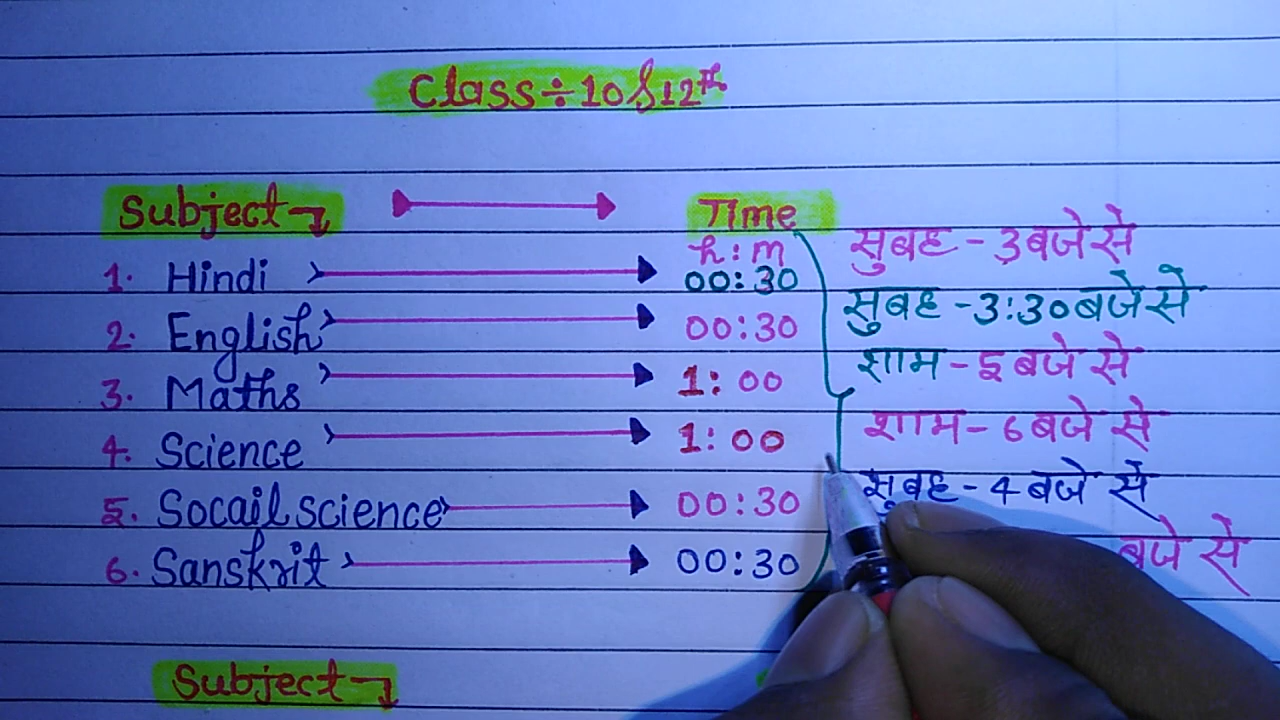 Class÷10 & 12th
Subject Time
h:m
1. Hindi 00:30 सुबह - 3 बजे से
2. English 00:30 सुबह - 3:30 बजे से
3. Maths 1:00 शाम - 5 बजे से
4. Science 1:00 शाम - 6 बजे से
5. Socail science 00:30 सुबह - 4 बजे से
6. Sanskrit 00:30 बजे से
Subject